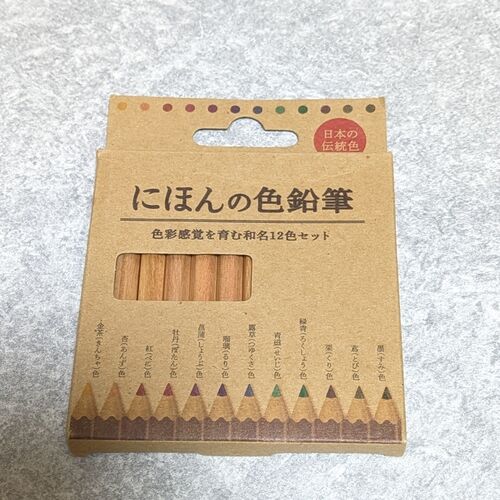 日本の
伝統色
にほんの色鉛筆
色彩感覚を育む和名12色セット
金茶(きんちゃ)色
杏(あんず)色
紅(べに)色
牡丹(ぼたん)色
菖蒲(しょうぶ)色
瑠璃(るり)色
露草(つゆくさ)色
青磁(せいじ)色
緑青(ろくしょう)色
栗(くり)色
鳶(とび)色
墨(すみ)色